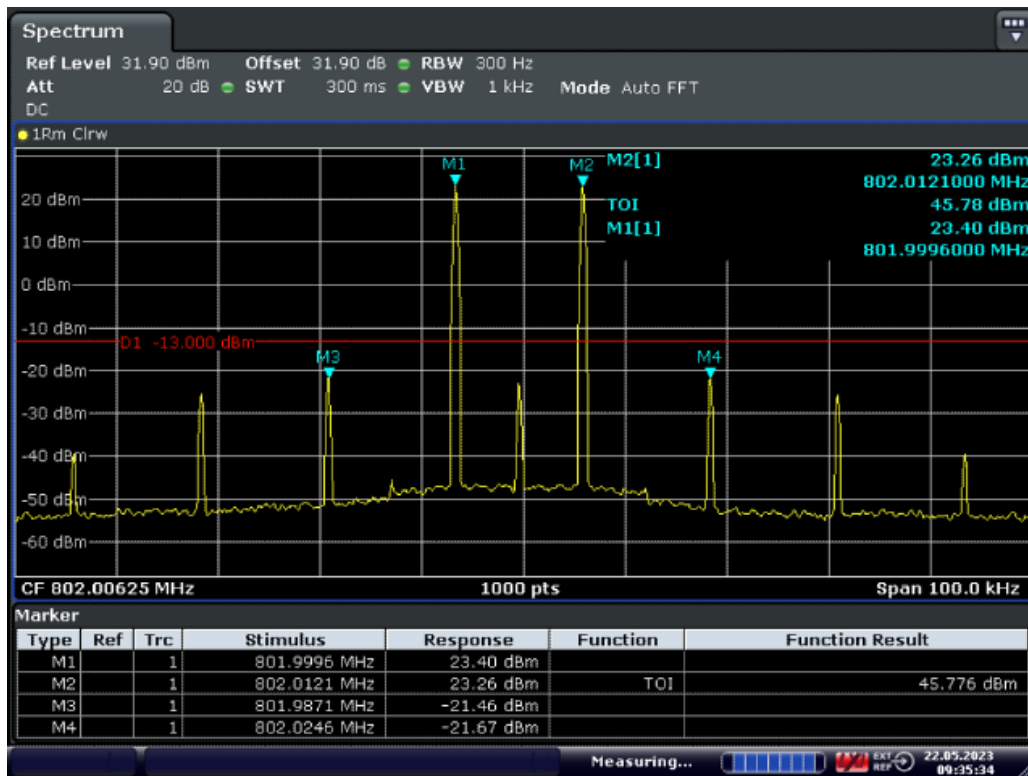 Spectrum
Ref Level 31.90 dBm Offset 31.90 dB RBW 300 Hz
Att 20 dB SWT 300 ms VBW 1 kHz Mode Auto FFT
DC
1Rm Clrw
M1 M2 M2[1] 23.26 dBm
802.0121000 MHz
20 dBm TOI 45.78 dBm
M1[1] 23.40 dBm
10 dBm 801.9996000 MHz
0 dBm
-10 dBm
D1 -13.000 dBm
M3 M4
-20 dBm
-30 dBm
-40 dBm
-50 dBm
-60 dBm
CF 802.00625 MHz 1000 pts Span 100.0 kHz
Marker
Type Ref Trc Stimulus Response Function Function Result
M1 1 801.9996 MHz 23.40 dBm
M2 1 802.0121 MHz 23.26 dBm TOI 45.776 dBm
M3 1 801.9871 MHz -21.46 dBm
M4 1 802.0246 MHz -21.67 dBm
Measuring... EXT REF 22.05.2023
09:35:34